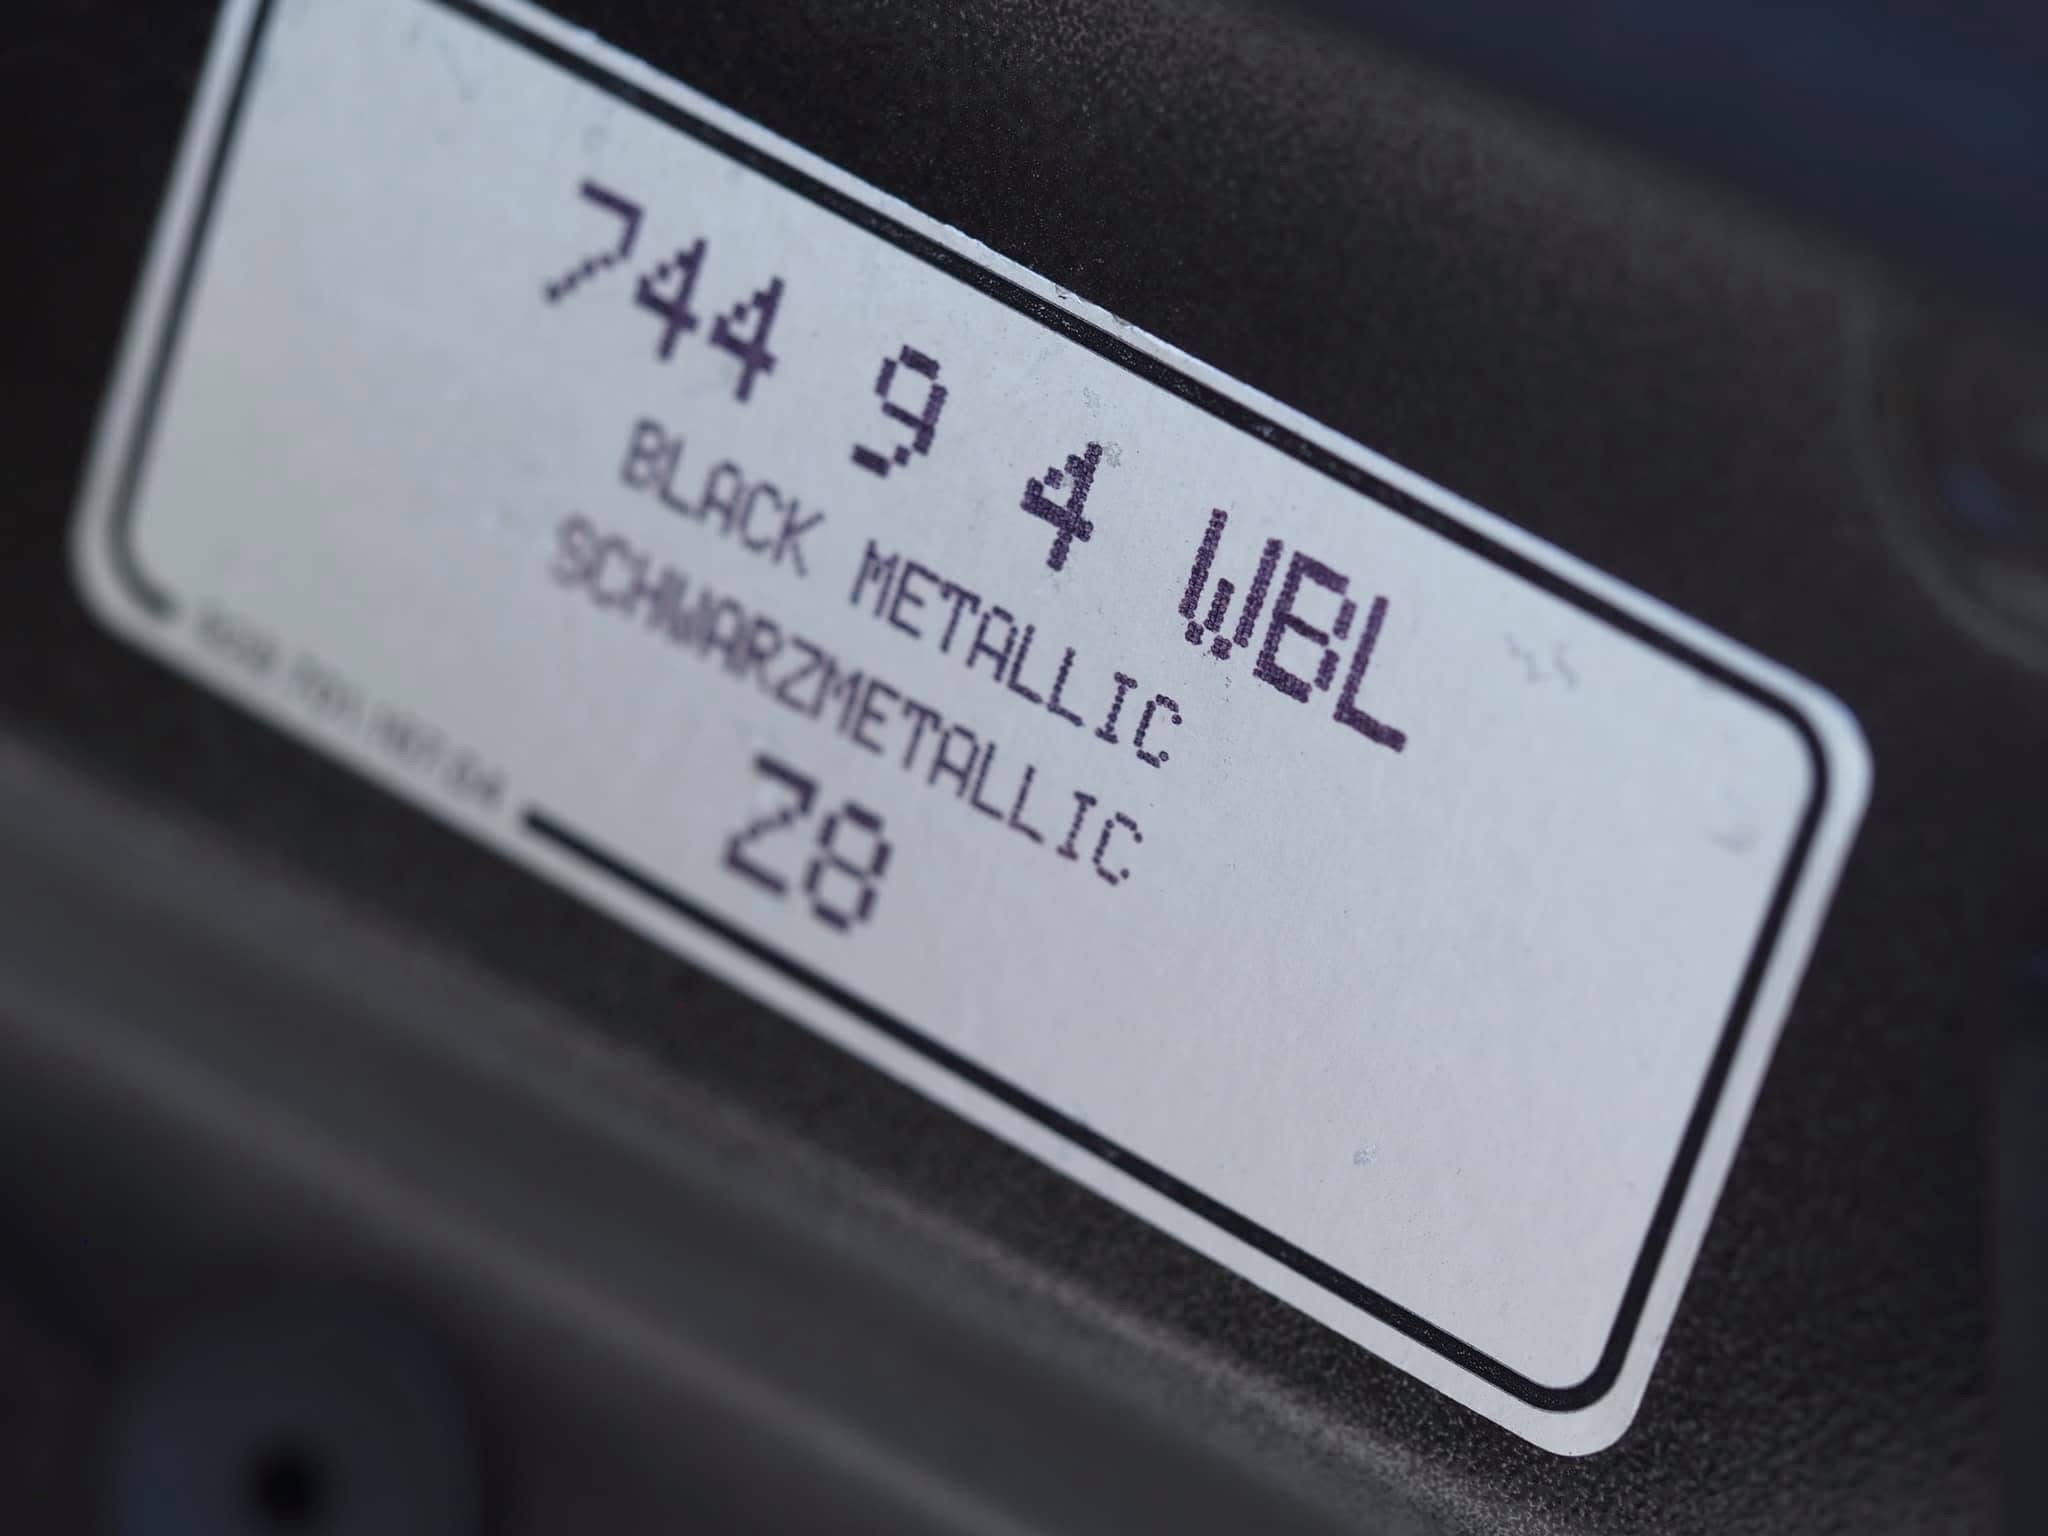 744 9 4 WBL
BLACK METALLIC
SCHWARZMETALLIC
Z8